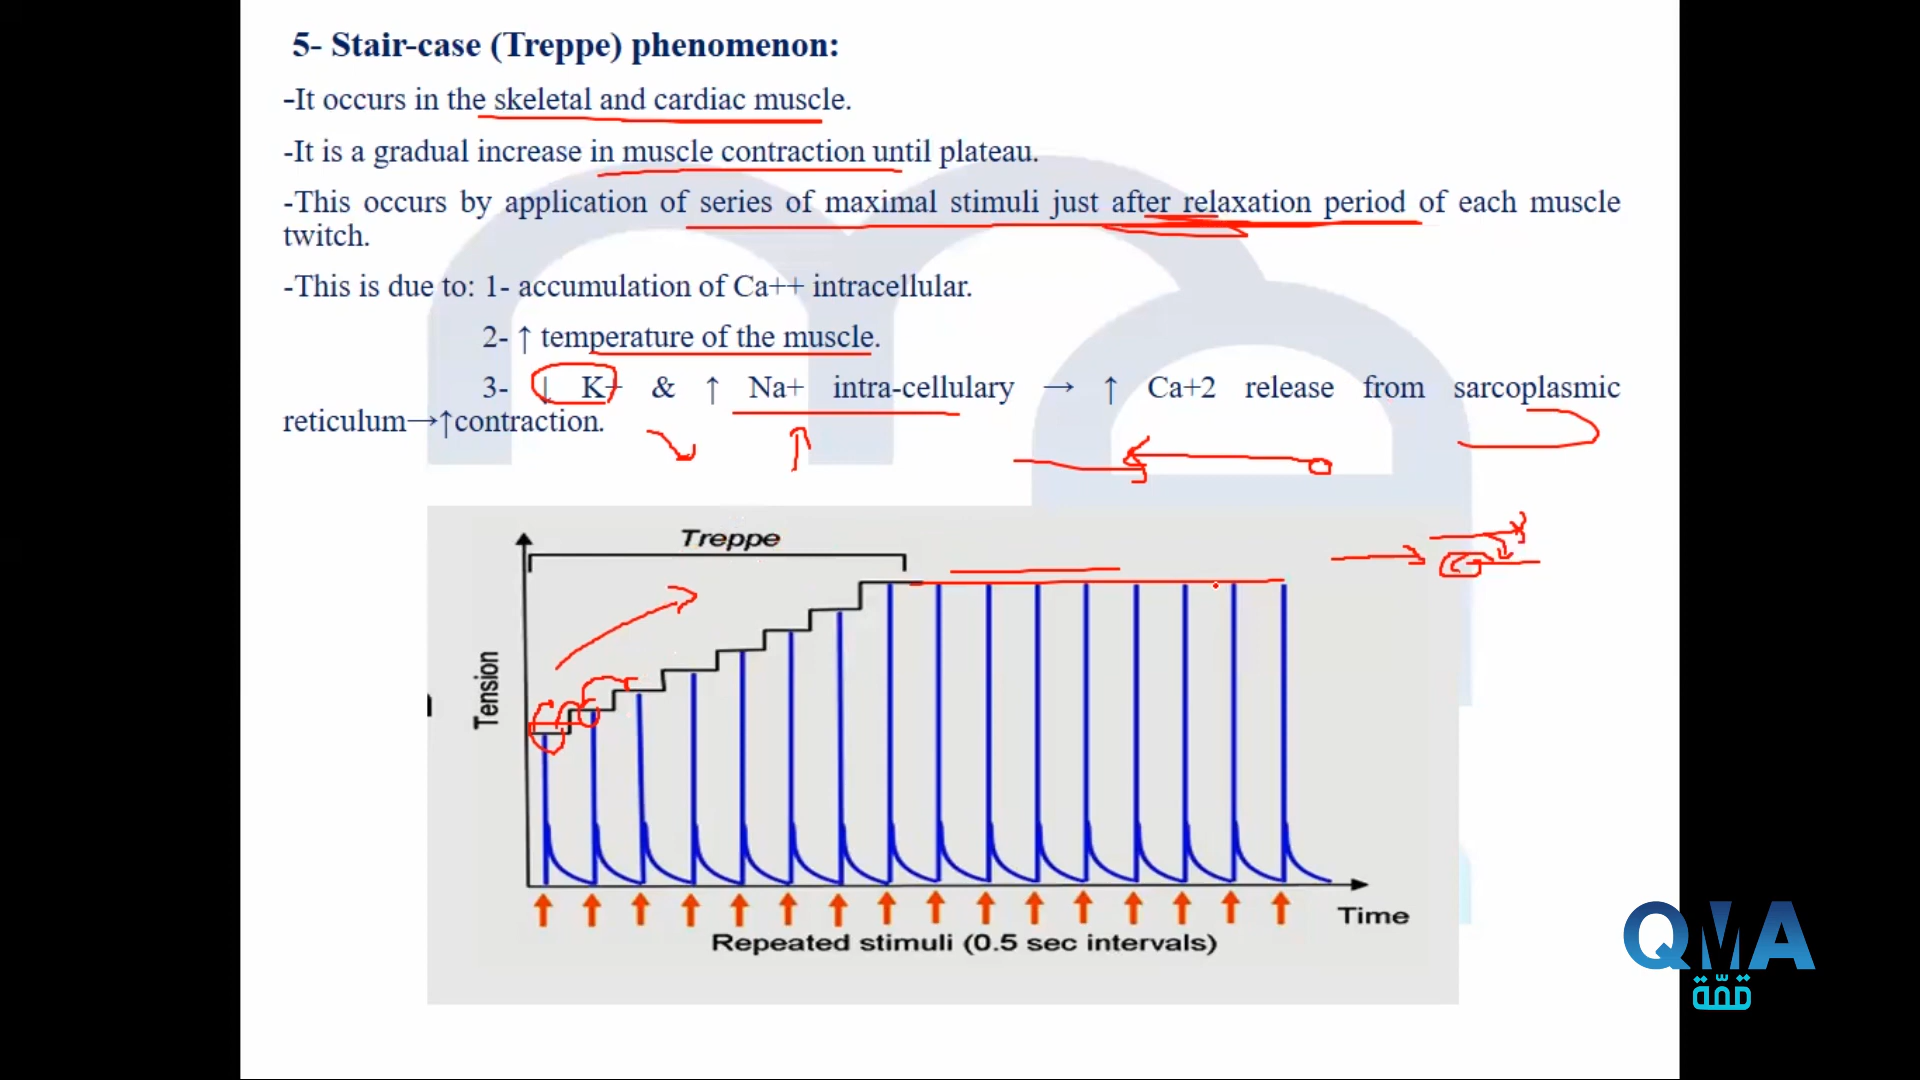 5- Stair-case (Treppe) phenomenon:
-It occurs in the skeletal and cardiac muscle.
-It is a gradual increase in muscle contraction until plateau.
-This occurs by application of series of maximal stimuli just after relaxation period of each muscle
twitch.
-This is due to: 1- accumulation of Ca++ intracellular.
2- ↑ temperature of the muscle.
3- ↓ K+ & ↑ Na+ intra-cellulary → ↑ Ca+2 release from sarcoplasmic
reticulum→↑contraction.
Treppe
Tension
Time
Repeated stimuli (0.5 sec intervals)
QMA
قمّة